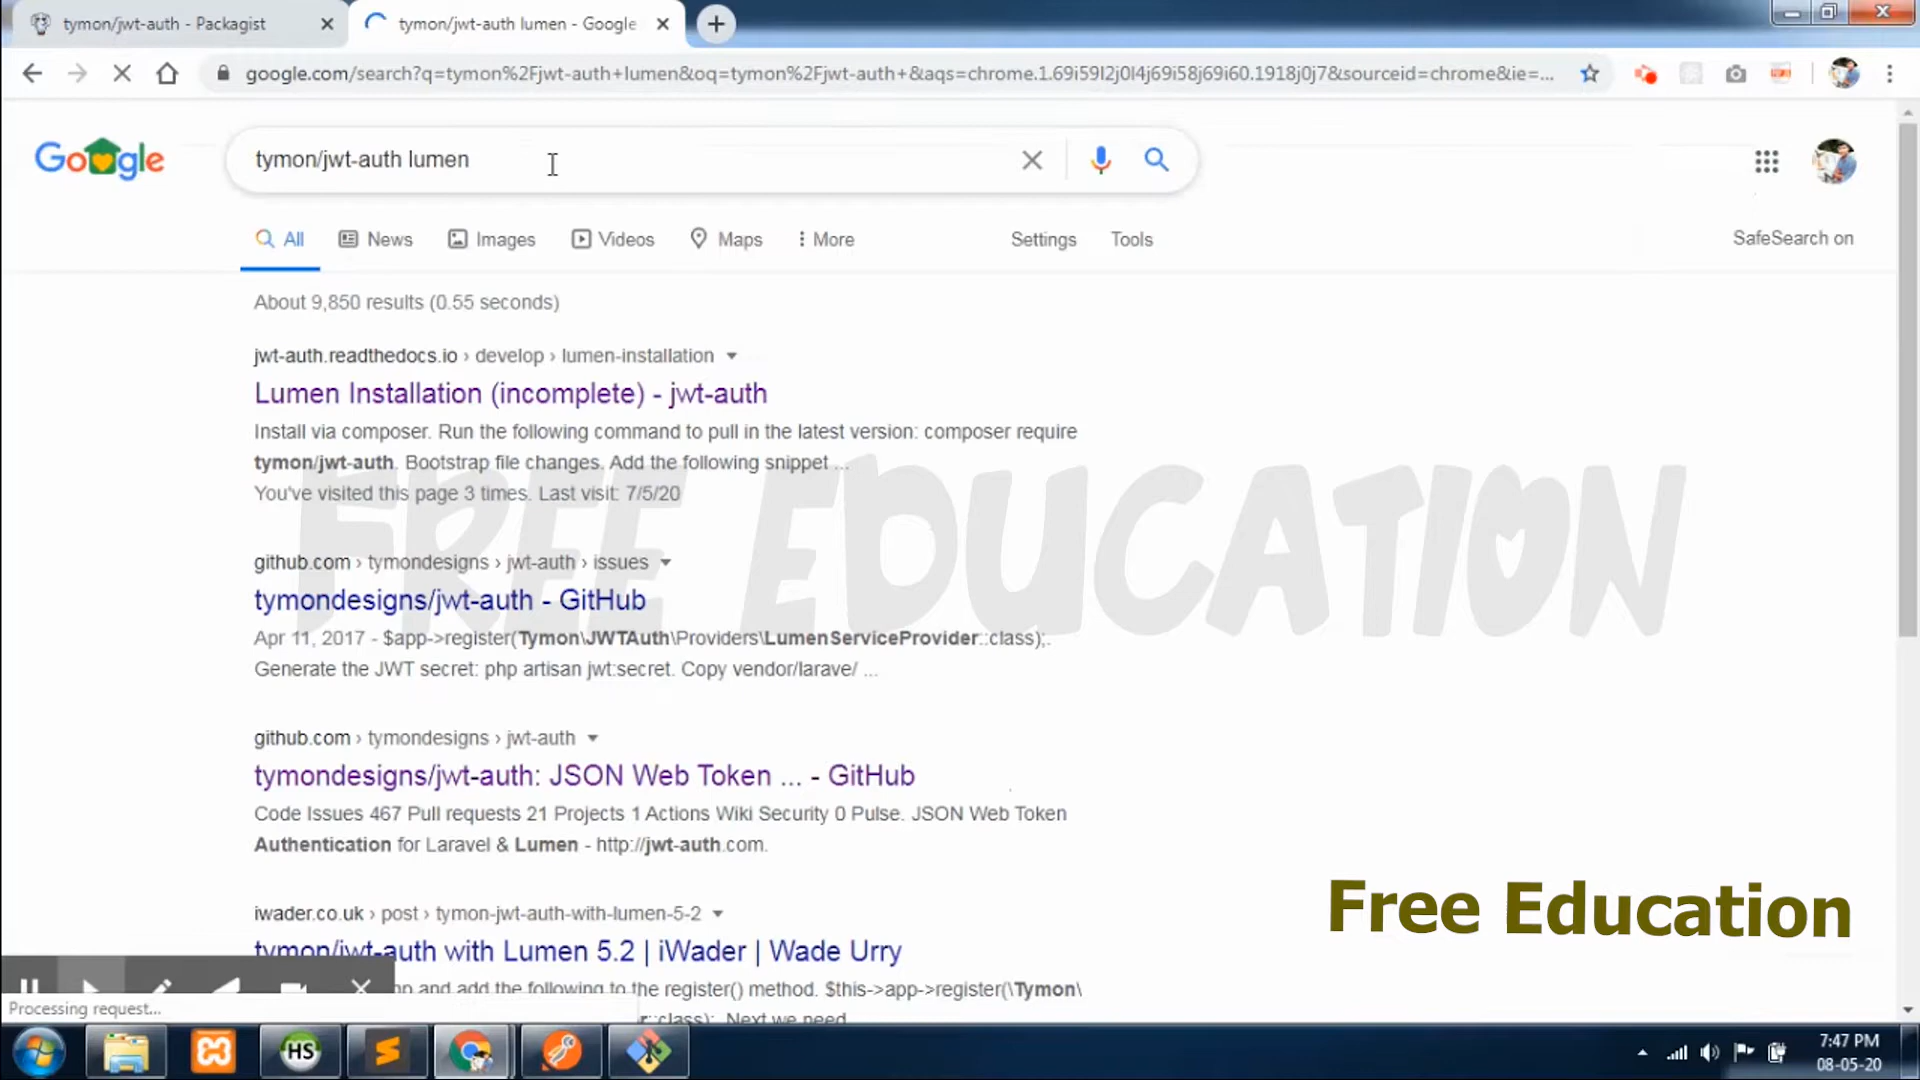 tymon/jwt-auth - Packagist
tymon/jwt-auth lumen - Google
google.com/search?q=tymon%2Fjwt-auth+lumen&oq=tymon%2Fjwt-auth+&aqs=chrome.1.69i59l2j0l4j69i58j69i60.1918j0j7&sourceid=chrome&ie=...
Google
tymon/jwt-auth lumen
All News Images Videos Maps More Settings Tools
SafeSearch on
About 9,850 results (0.55 seconds)
jwt-auth.readthedocs.io › develop › lumen-installation
Lumen Installation (incomplete) - jwt-auth
Install via composer. Run the following command to pull in the latest version: composer require
tymon/jwt-auth. Bootstrap file changes. Add the following snippet ...
You've visited this page 3 times. Last visit: 7/5/20
FREE EDUCATION
github.com › tymondesigns › jwt-auth › issues
tymondesigns/jwt-auth - GitHub
Apr 11, 2017 - $app->register(Tymon\JWTAuth\Providers\LumenServiceProvider::class);.
Generate the JWT secret: php artisan jwt:secret. Copy vendor/larave/ ...
github.com › tymondesigns › jwt-auth
tymondesigns/jwt-auth: JSON Web Token ... - GitHub
Code Issues 467 Pull requests 21 Projects 1 Actions Wiki Security 0 Pulse. JSON Web Token
Authentication for Laravel & Lumen - http://jwt-auth.com.
Free Education
iwader.co.uk › post › tymon-jwt-auth-with-lumen-5-2
tymon/jwt-auth with Lumen 5.2 | iWader | Wade Urry
and add the following to the register() method. $this->app->register(\Tymon\
class). Next we need
Processing request...
HS
7:47 PM
08-05-20